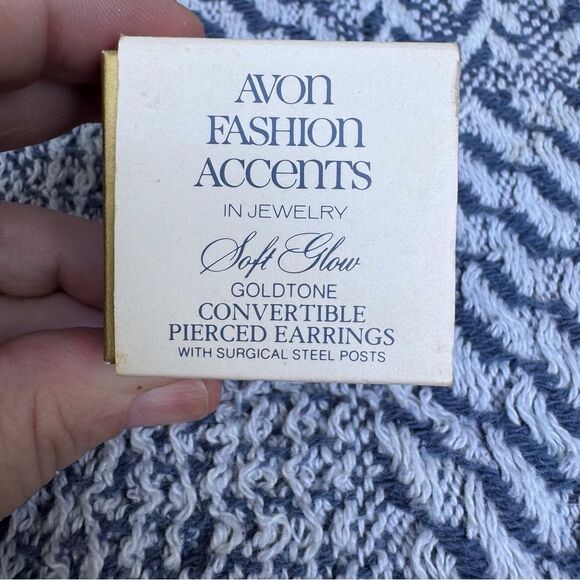 AVON
FASHION
ACCENTS
IN JEWELRY
Soft Glow
GOLDTONE
CONVERTIBLE
PIERCED EARRINGS
WITH SURGICAL STEEL POSTS